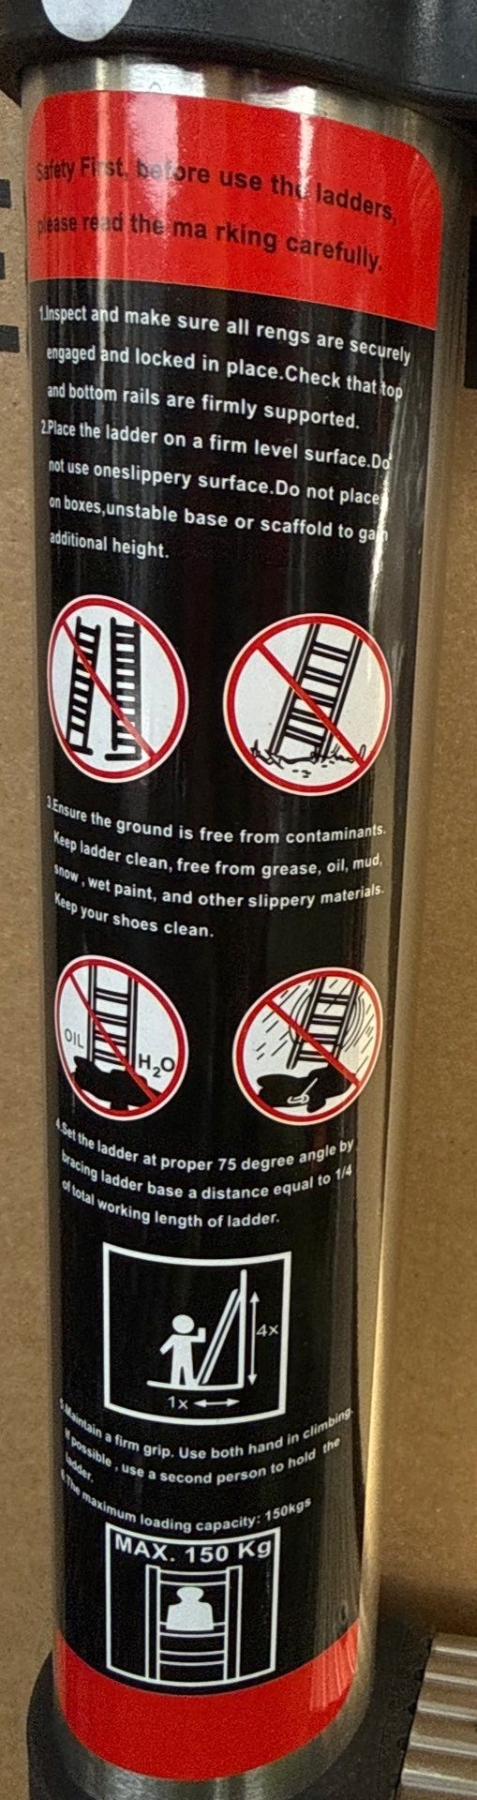 Safety First, before use the ladders,
please read the ma rking carefully.
1.Inspect and make sure all rengs are securely
engaged and locked in place.Check that top
and bottom rails are firmly supported.
2.Place the ladder on a firm level surface.Do
not use oneslippery surface.Do not place
on boxes,unstable base or scaffold to gain
additional height.
3.Ensure the ground is free from contaminants.
Keep ladder clean, free from grease, oil, mud,
snow, wet paint, and other slippery materials.
Keep your shoes clean.
OIL
H2O
4.Set the ladder at proper 75 degree angle by
bracing ladder base a distance equal to 1/4
of total working length of ladder.
4x
1x
5.Maintain a firm grip. Use both hand in climbing.
If possible, use a second person to hold the
ladder.
6.The maximum loading capacity: 150kgs
MAX. 150 Kg